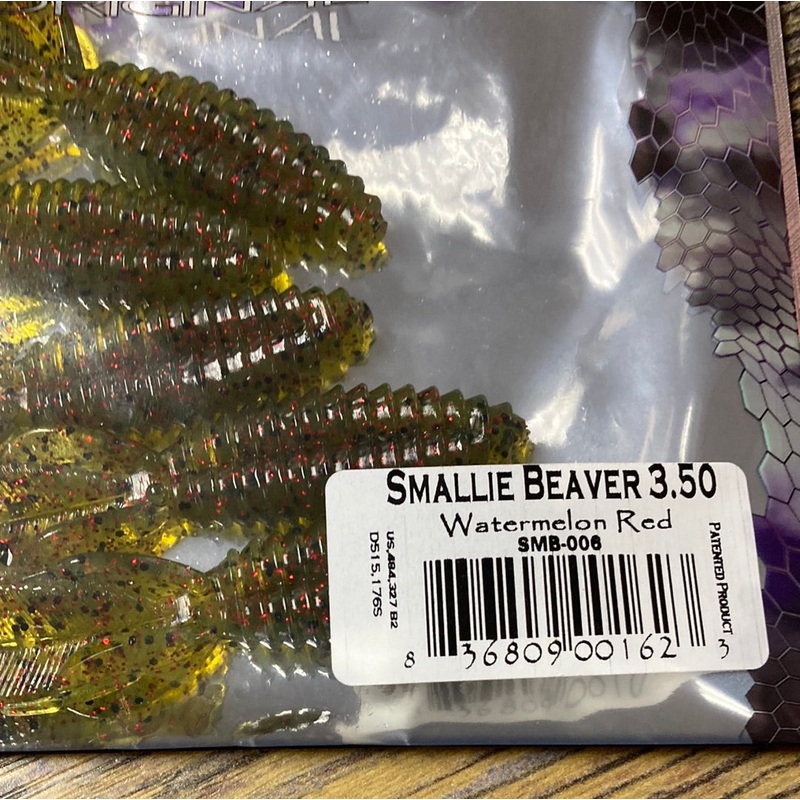 ORIGINAL
SMALLIE BEAVER 3.50
Watermelon Red
SMB-006
US,484,327 B2
D515,176S
PATENTED PRODUCT
8 36809 00162 3